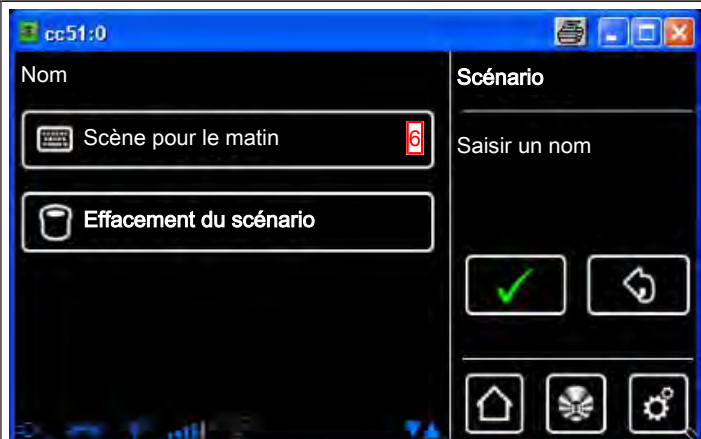 cc51:0
Nom
Scène pour le matin 6
Effacement du scénario
Scénario
Saisir un nom